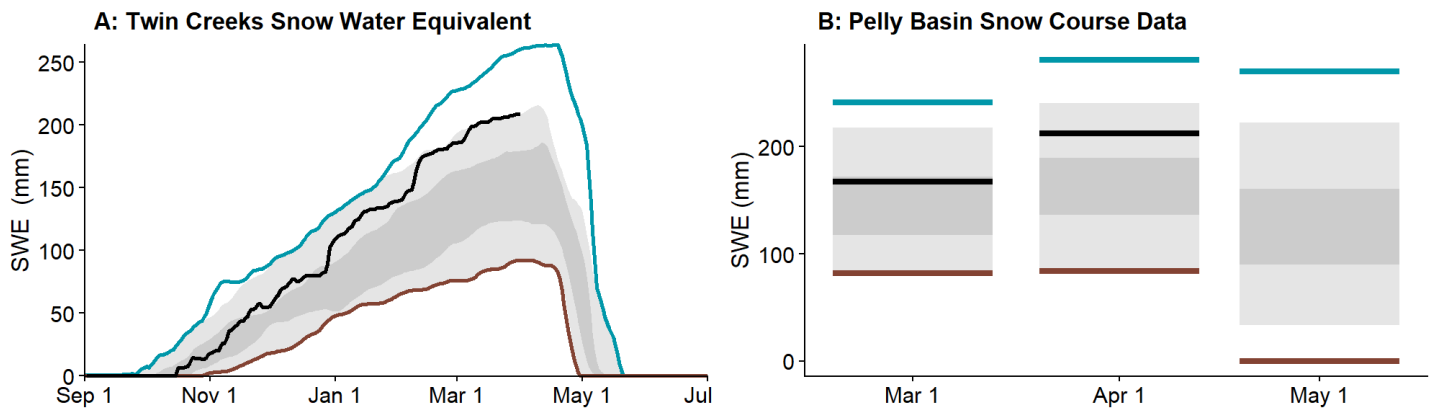 A: Twin Creeks Snow Water Equivalent
SWE (mm)
250
200
150
100
50
0
Sep 1
Nov 1
Jan 1
Mar 1
May 1
Jul
B: Pelly Basin Snow Course Data
SWE (mm)
200
100
0
Mar 1
Apr 1
May 1